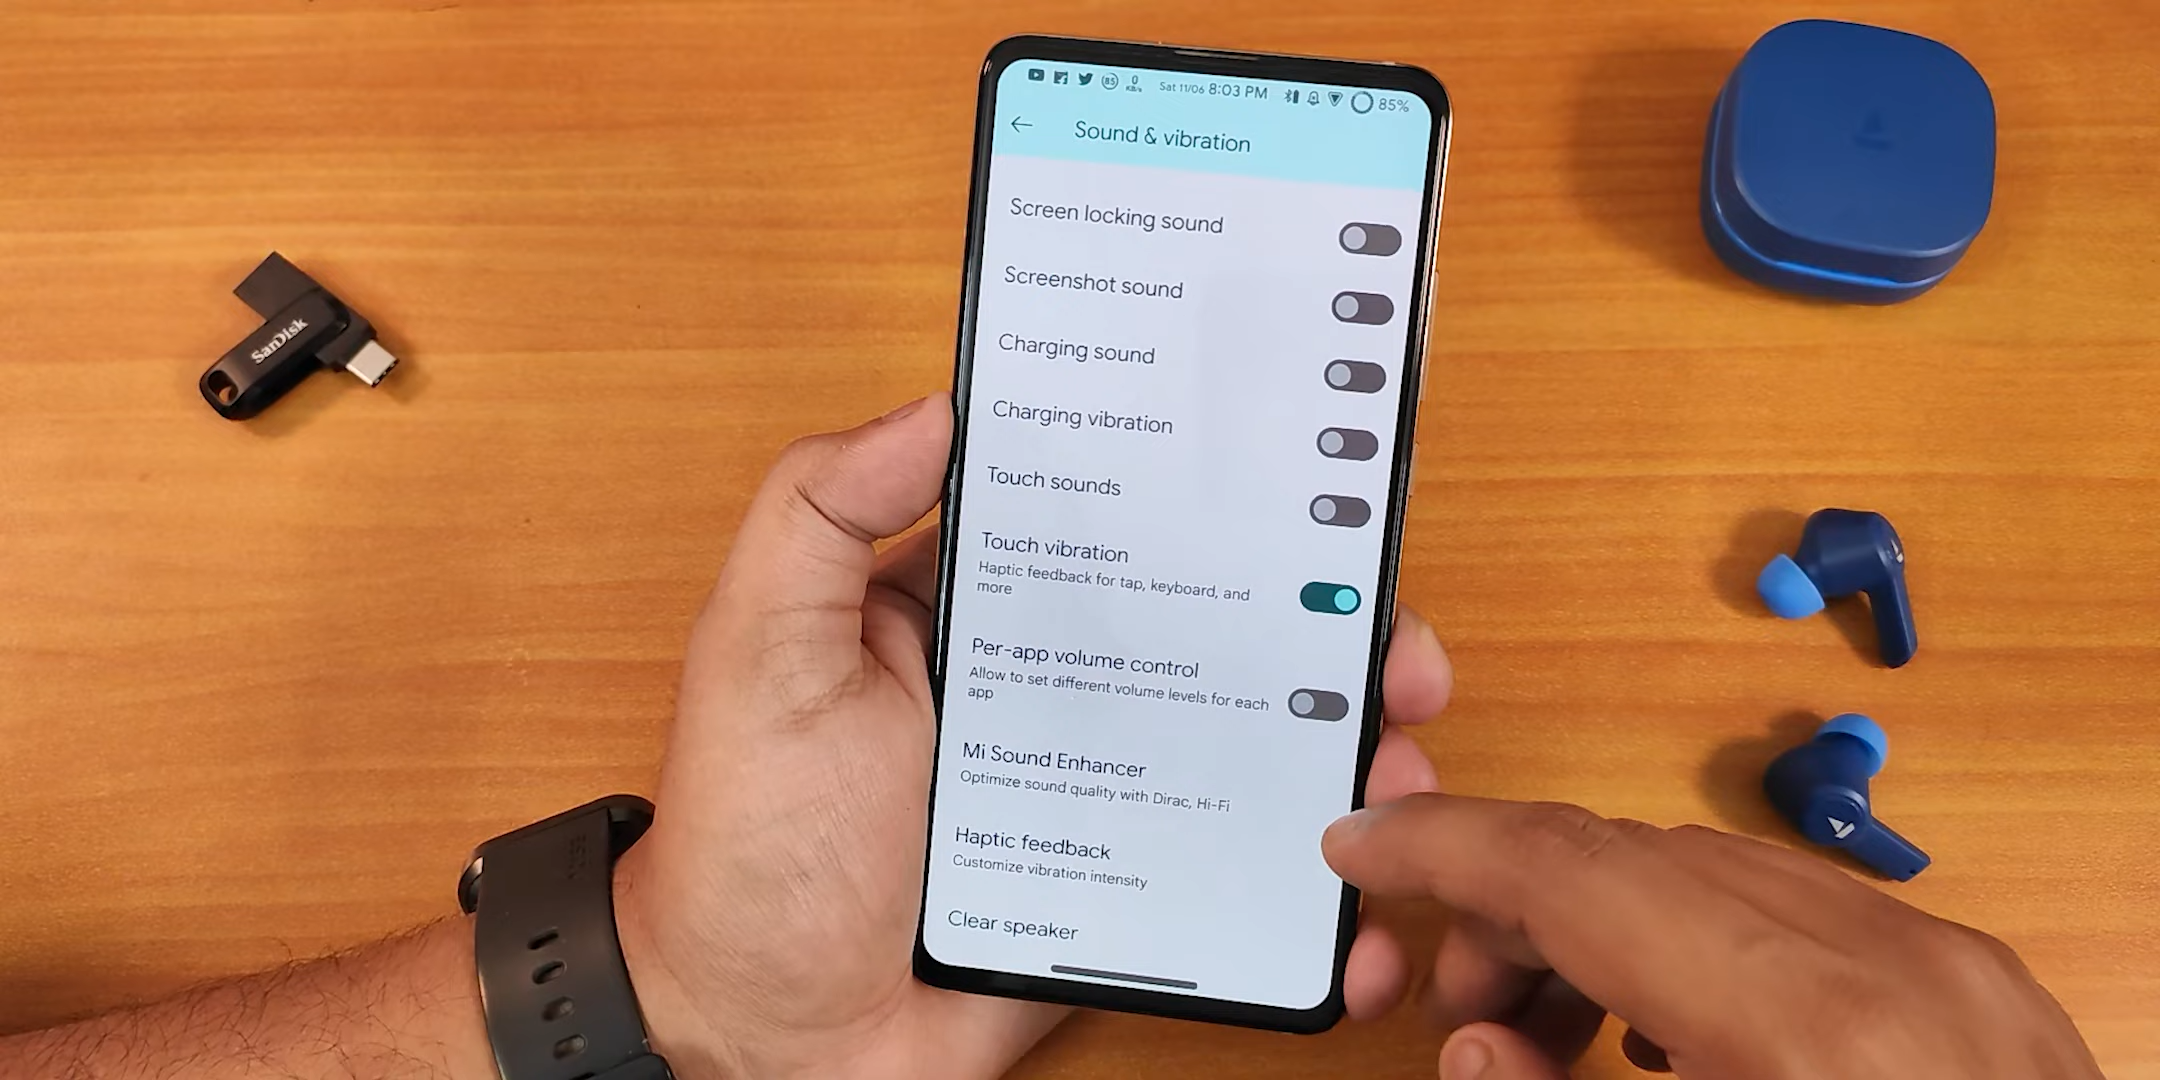 85
0
KB/s
Sat 11/06 8:03 PM
85%
Sound & vibration
Screen locking sound
Screenshot sound
Charging sound
Charging vibration
Touch sounds
Touch vibration
Haptic feedback for tap, keyboard, and
more
Per-app volume control
Allow to set different volume levels for each
app
Mi Sound Enhancer
Optimize sound quality with Dirac, Hi-Fi
Haptic feedback
Customize vibration intensity
Clear speaker
SanDisk